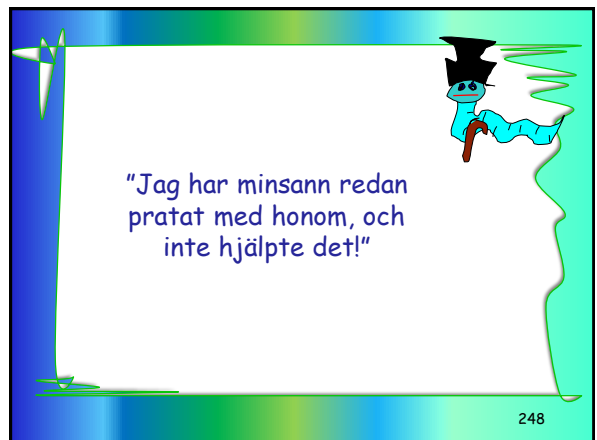 ”Jag har minsann redan
pratat med honom, och
inte hjälpte det!”
248